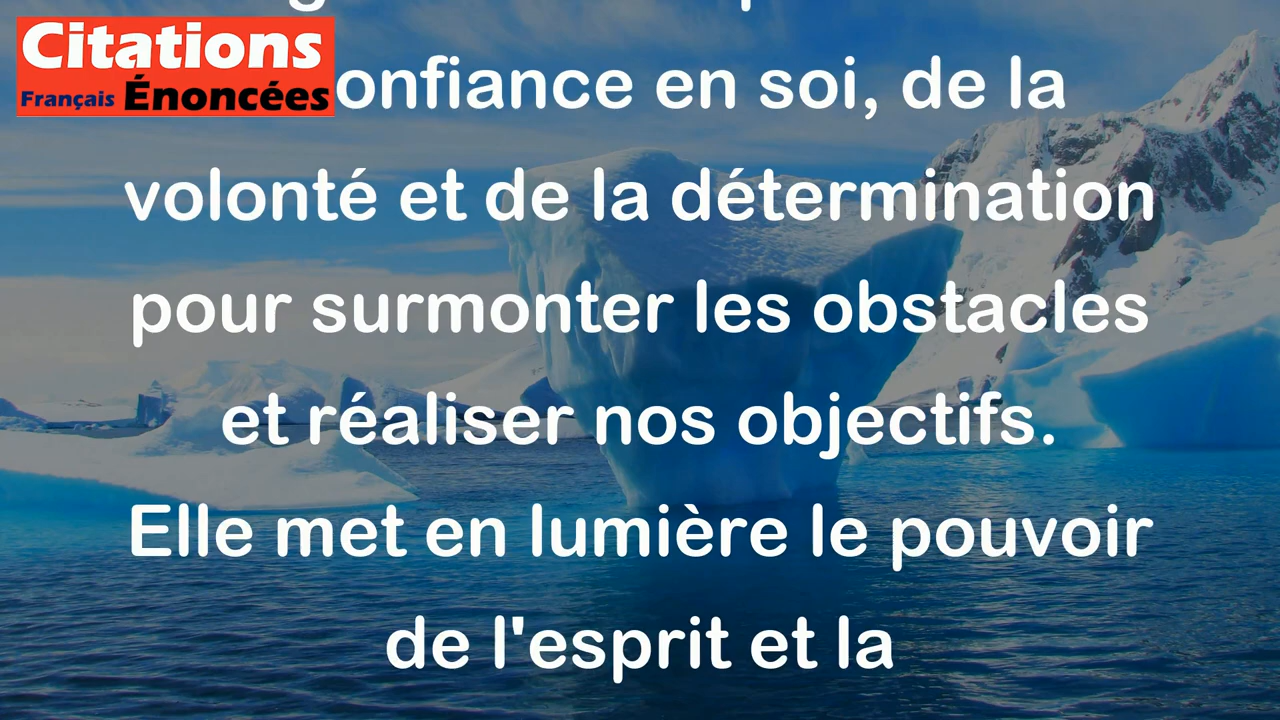 Citations
Français Énoncées
onfiance en soi, de la
volonté et de la détermination
pour surmonter les obstacles
et réaliser nos objectifs.
Elle met en lumière le pouvoir
de l'esprit et la